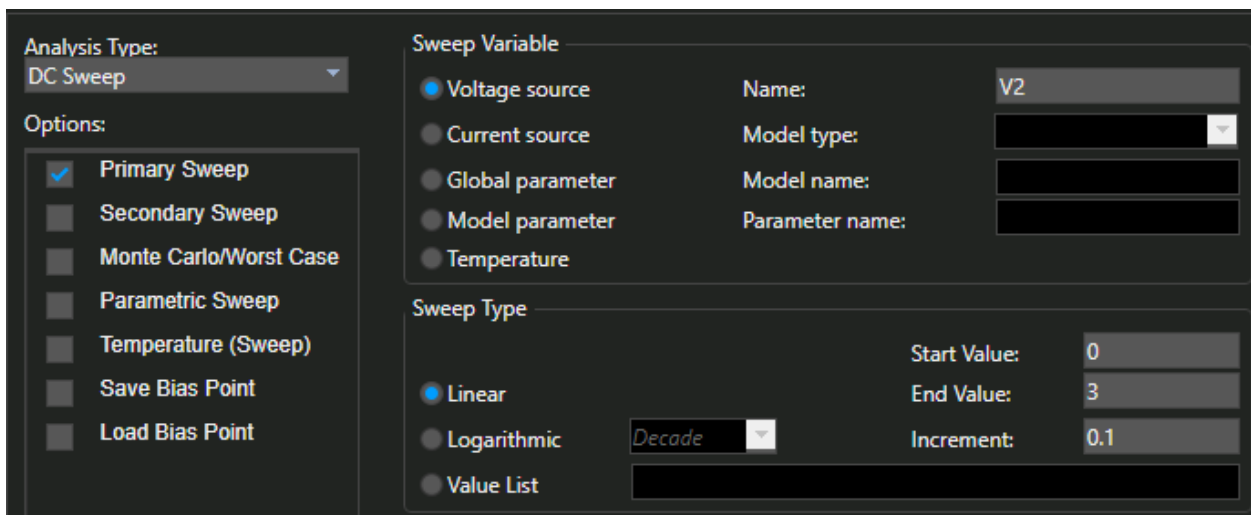 Analysis Type:
DC Sweep
Options:
Primary Sweep
Secondary Sweep
Monte Carlo/Worst Case
Parametric Sweep
Temperature (Sweep)
Save Bias Point
Load Bias Point
Sweep Variable
Voltage source Name: V2
Current source Model type:
Global parameter Model name:
Model parameter Parameter name:
Temperature
Sweep Type
Start Value: 0
Linear End Value: 3
Logarithmic Decade Increment: 0.1
Value List